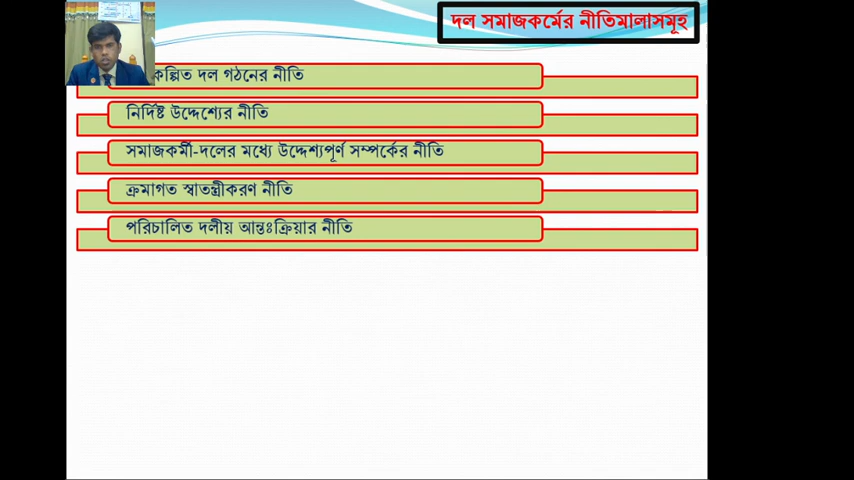 দল সমাজকর্মের নীতিমালাসমূহ
কল্পিত দল গঠনের নীতি
নির্দিষ্ট উদ্দেশ্যের নীতি
সমাজকর্মী-দলের মধ্যে উদ্দেশ্যপূর্ণ সম্পর্কের নীতি
ক্রমাগত স্বাতন্ত্রীকরণ নীতি
পরিচালিত দলীয় আন্তঃক্রিয়ার নীতি